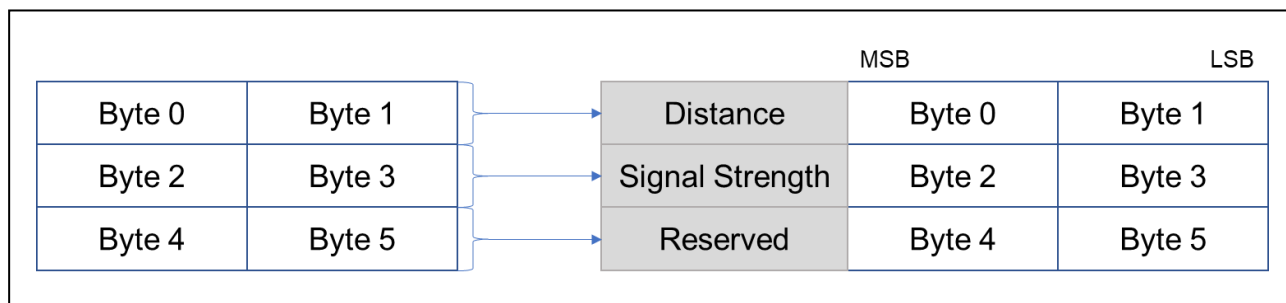 MSB LSB
Byte 0 Byte 1 Distance Byte 0 Byte 1
Byte 2 Byte 3 Signal Strength Byte 2 Byte 3
Byte 4 Byte 5 Reserved Byte 4 Byte 5